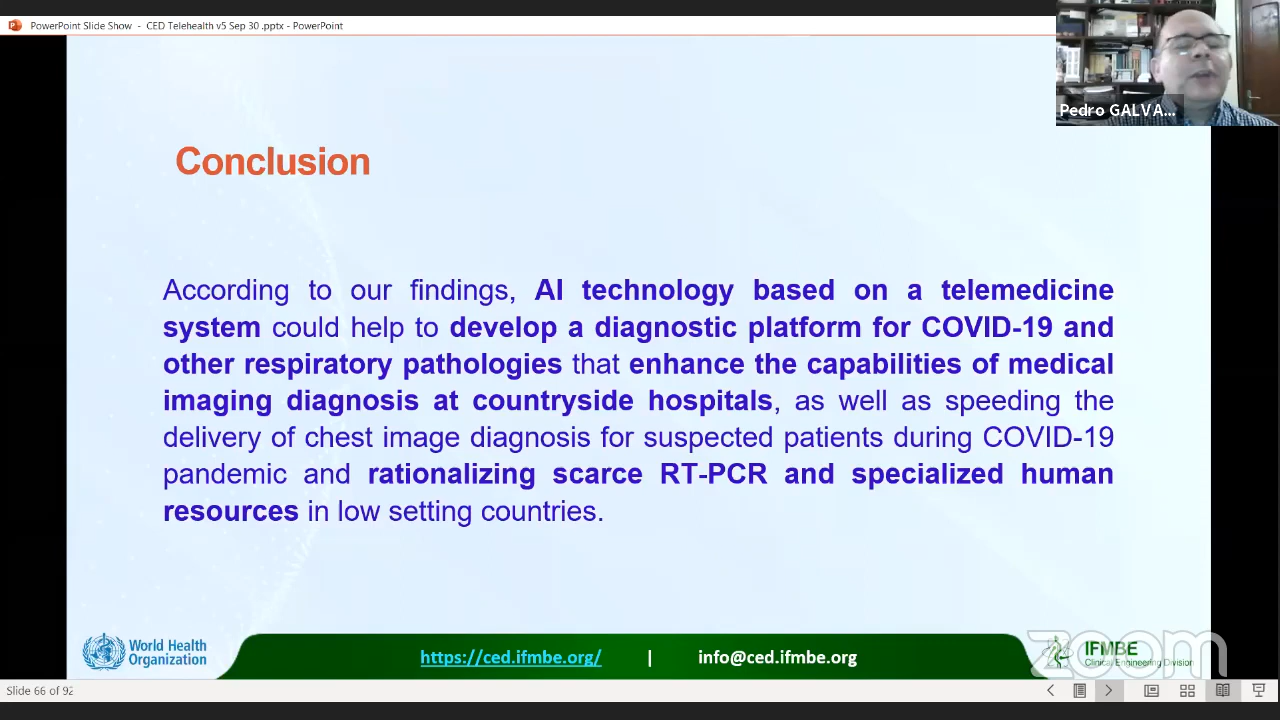 PowerPoint Slide Show - CED Telehealth v5 Sep 30 .pptx - PowerPoint
Pedro GALVA...
Conclusion
According to our findings, AI technology based on a telemedicine
system could help to develop a diagnostic platform for COVID-19 and
other respiratory pathologies that enhance the capabilities of medical
imaging diagnosis at countryside hospitals, as well as speeding the
delivery of chest image diagnosis for suspected patients during COVID-19
pandemic and rationalizing scarce RT-PCR and specialized human
resources in low setting countries.
World Health
Organization
https://ced.ifmbe.org/ | info@ced.ifmbe.org
IFMBE
Clinical Engineering Division
zoom
Slide 66 of 92